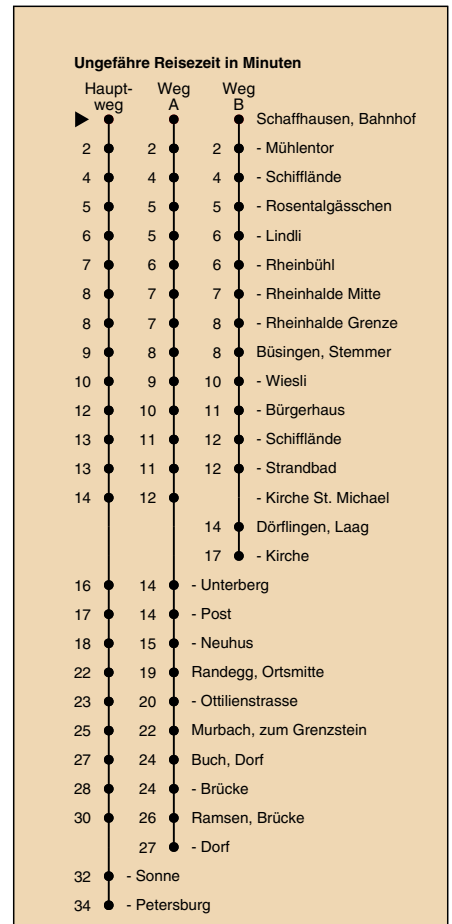 Ungefähre Reisezeit in Minuten
Haupt- Weg Weg
weg A B
Schaffhausen, Bahnhof
2 2 2 - Mühlentor
4 4 4 - Schifflände
5 5 5 - Rosentalgässchen
6 5 6 - Lindli
7 6 6 - Rheinbühl
8 7 7 - Rheinhalde Mitte
8 7 8 - Rheinhalde Grenze
9 8 8 Büsingen, Stemmer
10 9 10 - Wiesli
12 10 11 - Bürgerhaus
13 11 12 - Schifflände
13 11 12 - Strandbad
14 12 - Kirche St. Michael
14 Dörflingen, Laag
17 - Kirche
16 14 - Unterberg
17 14 - Post
18 15 - Neuhus
22 19 Randegg, Ortsmitte
23 20 - Ottilienstrasse
25 22 Murbach, zum Grenzstein
27 24 Buch, Dorf
28 24 - Brücke
30 26 Ramsen, Brücke
27 - Dorf
32 - Sonne
34 - Petersburg